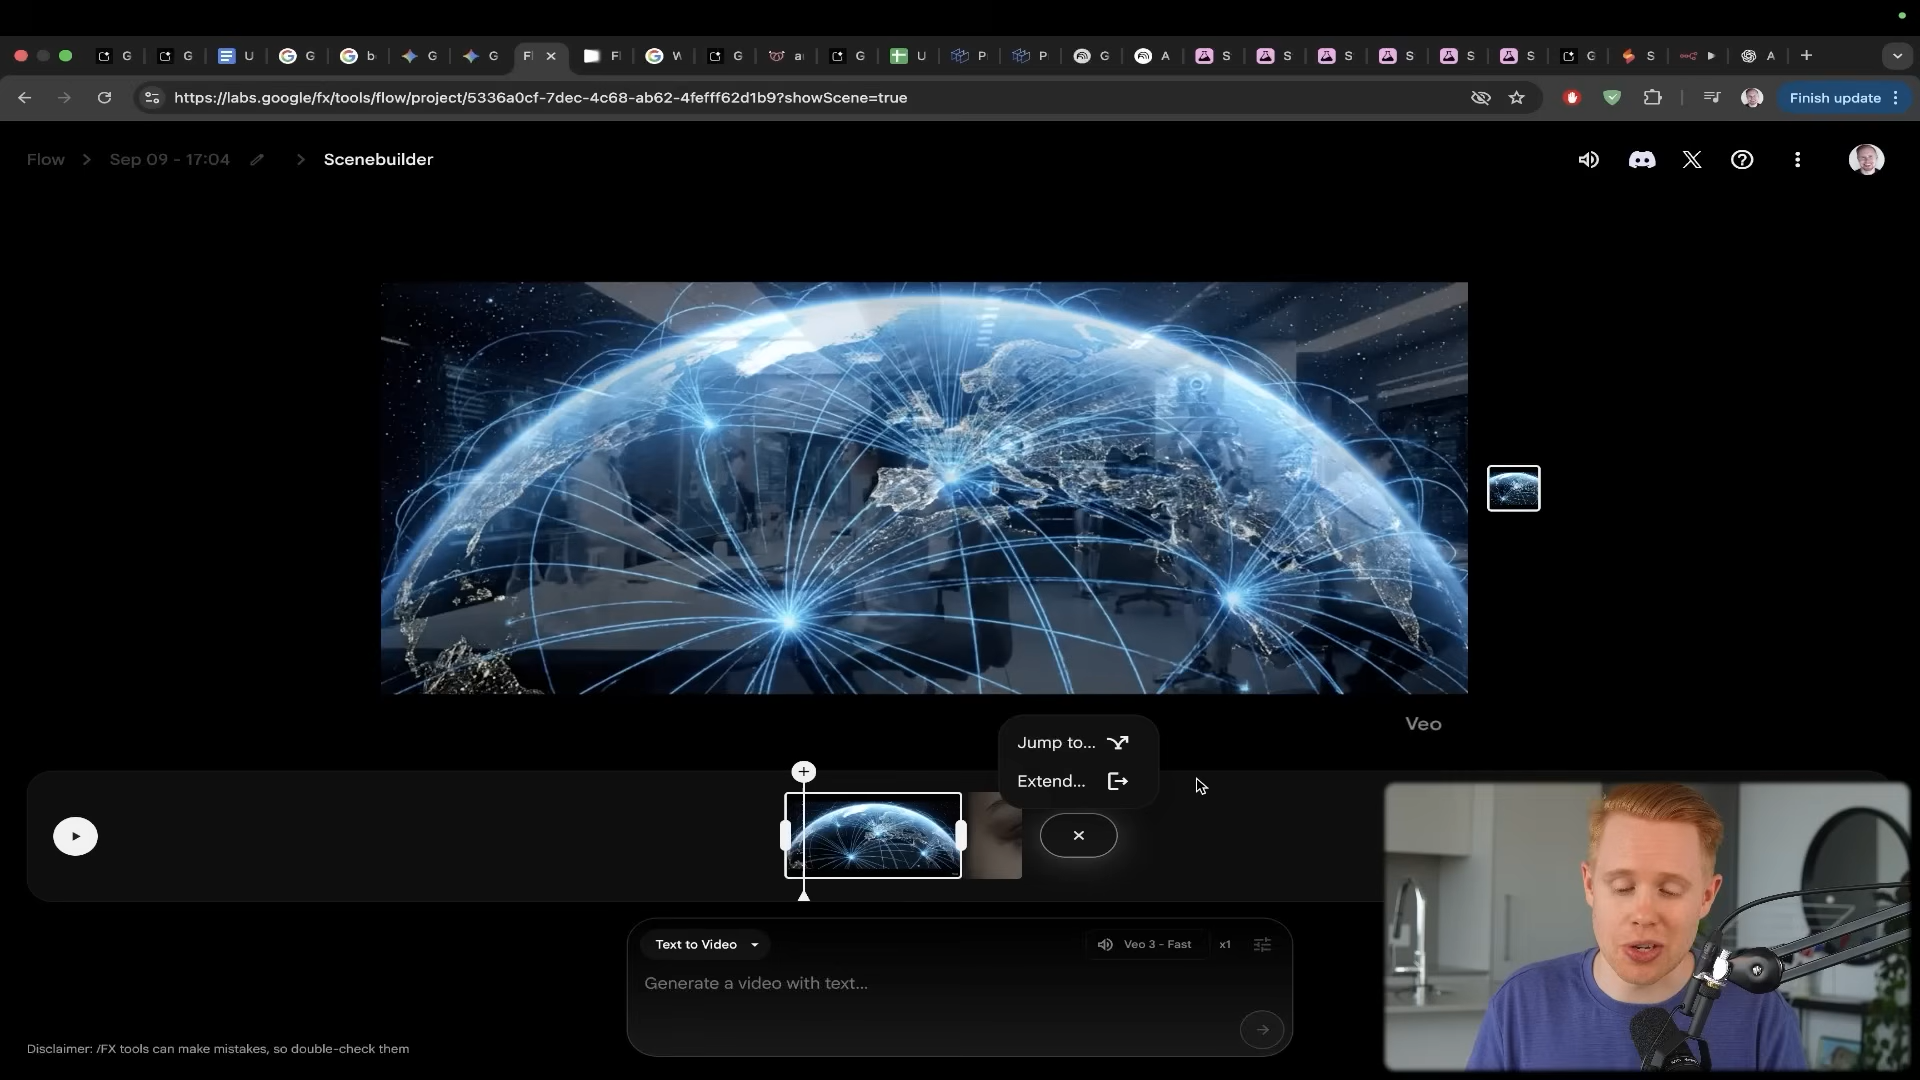 G
G
U
G
b
G
G
Fl
Fl
W
G
a
G
U
P
P
G
A
S
S
S
S
S
S
G
S
A
https://labs.google/fx/tools/flow/project/5336a0cf-7dec-4c68-ab62-4fefff62d1b9?showScene=true
Finish update
Flow > Sep 09 - 17:04 > Scenebuilder
Veo
Jump to...
Extend...
Text to Video
Veo 3 - Fast
x1
Generate a video with text...
Disclaimer: /FX tools can make mistakes, so double-check them